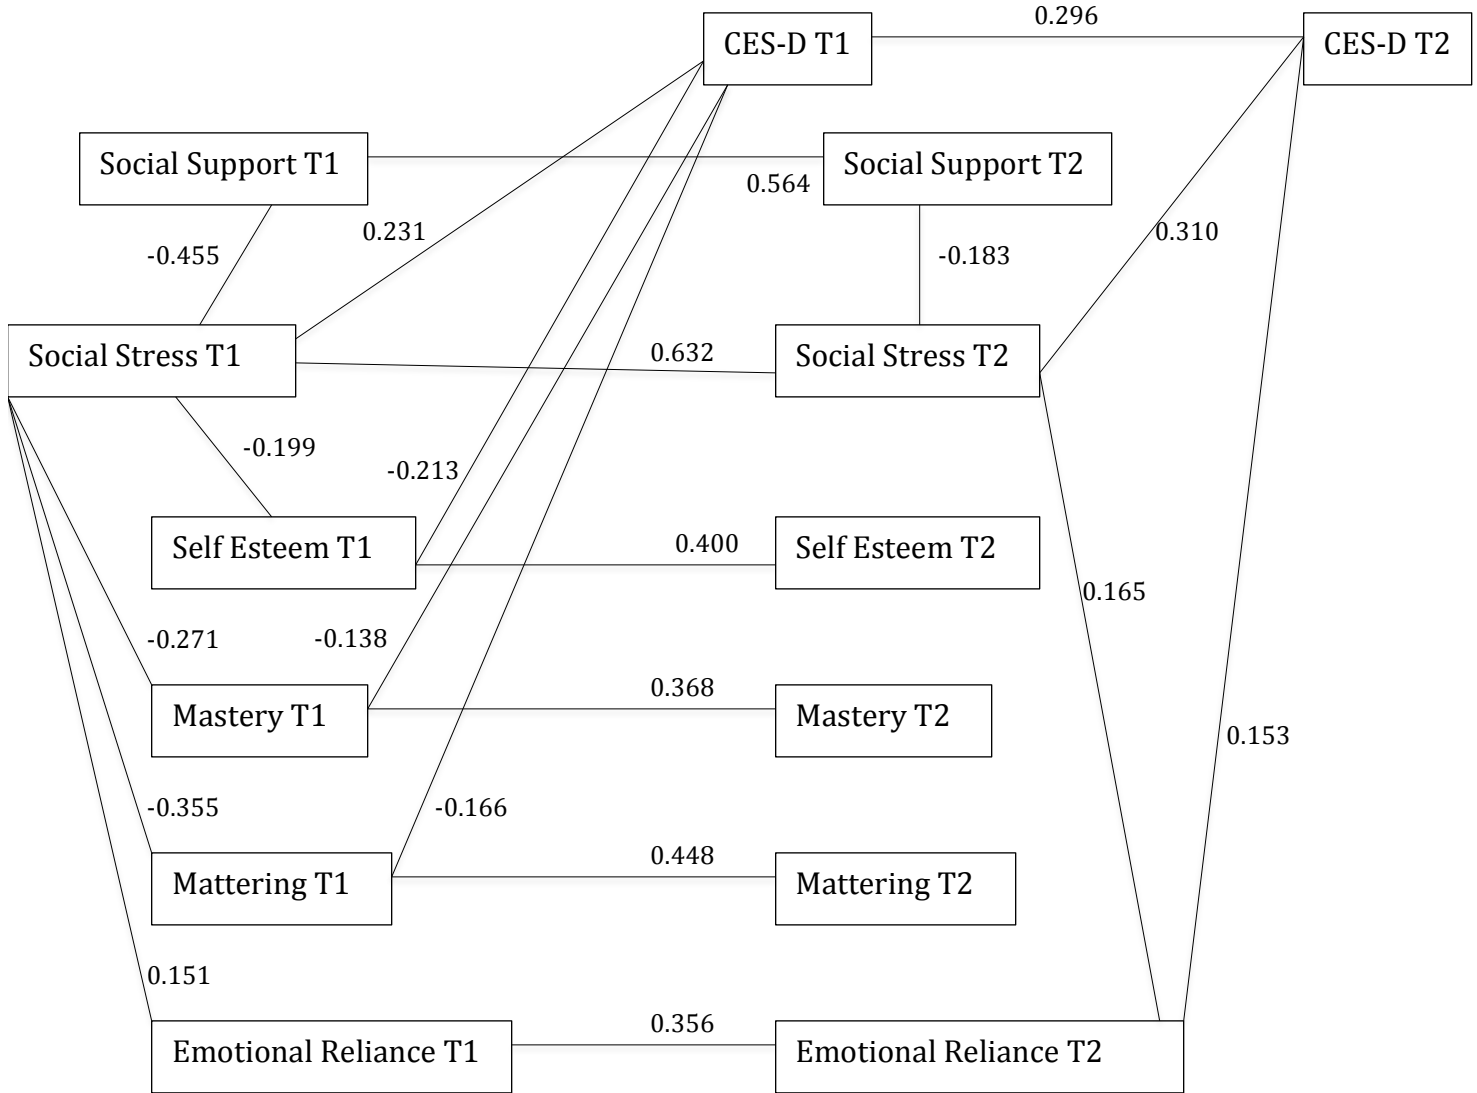 0.296
CES-D T1
CES-D T2
Social Support T1
Social Support T2
0.564
0.231
0.310
-0.455
-0.183
Social Stress T1
0.632
Social Stress T2
-0.199
-0.213
Self Esteem T1
0.400
Self Esteem T2
0.165
-0.271
-0.138
0.368
Mastery T1
Mastery T2
0.153
-0.355
-0.166
0.448
Mattering T1
Mattering T2
0.151
0.356
Emotional Reliance T1
Emotional Reliance T2